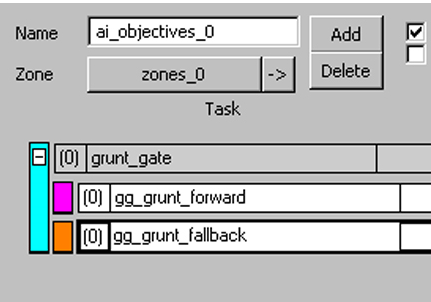 Name ai_objectives_0 Add
Zone zones_0 -> Delete
Task
(0) grunt_gate
(0) gg_grunt_forward
(0) gg_grunt_fallback